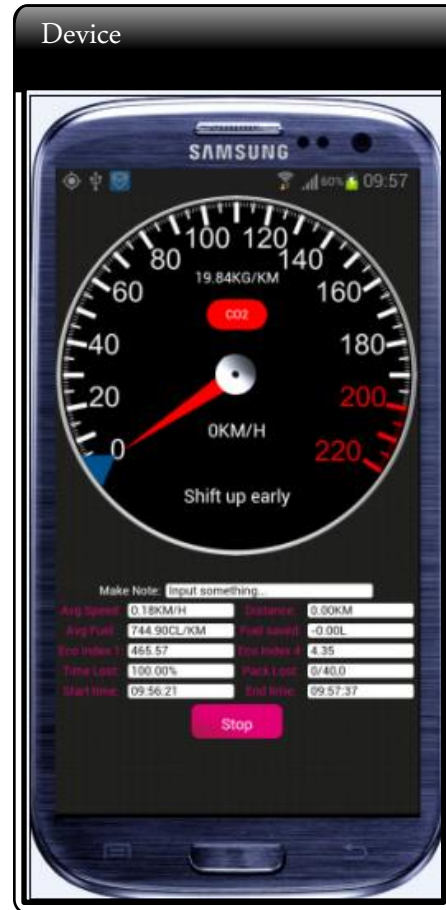 Device
SAMSUNG
60% 09:57
100 120
80 140
19.84KG/KM
60 160
CO2
40 180
20 200
0KM/H
0 220
Shift up early
Make Note: Input something...
Avg Speed: 0.18KM/H Distance: 0.00KM
Avg Fuel: 744.90CL/KM Fuel saved: -0.00L
Eco Index 1: 465.57 Eco Index 4: 4.35
Time Lost: 100.00% Pack Lost: 0/40,0
Start time: 09:56:21 End time: 09:57:37
Stop